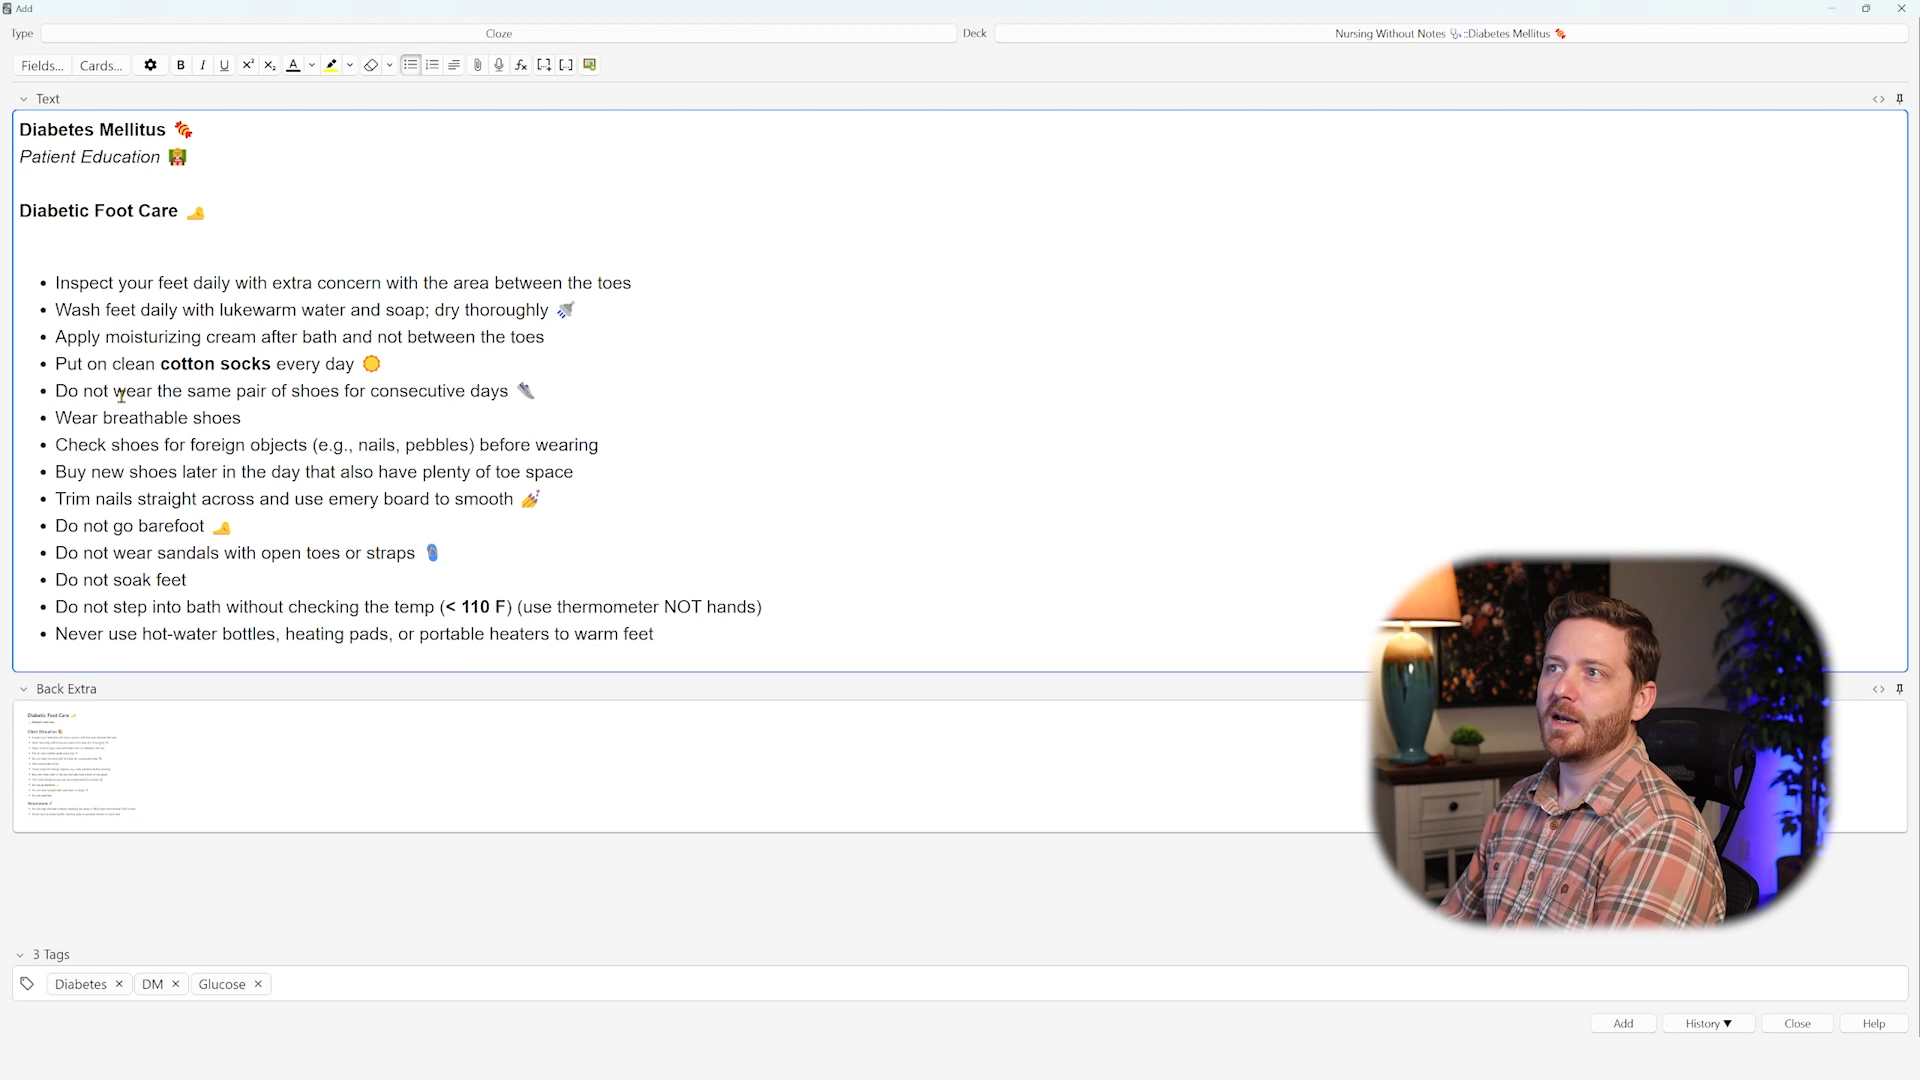 Add
Type
Cloze
Deck
Nursing Without Notes 🩺::Diabetes Mellitus 🍬
Fields...
Cards...
B I U x² x₂ A
Text
Diabetes Mellitus 🍬
Patient Education 👩‍🏫
Diabetic Foot Care 🦶
• Inspect your feet daily with extra concern with the area between the toes
• Wash feet daily with lukewarm water and soap; dry thoroughly 🚿
• Apply moisturizing cream after bath and not between the toes
• Put on clean cotton socks every day 🌞
• Do not wear the same pair of shoes for consecutive days 👟
• Wear breathable shoes
• Check shoes for foreign objects (e.g., nails, pebbles) before wearing
• Buy new shoes later in the day that also have plenty of toe space
• Trim nails straight across and use emery board to smooth 💅
• Do not go barefoot 🦶
• Do not wear sandals with open toes or straps 🩴
• Do not soak feet
• Do not step into bath without checking the temp (< 110 F) (use thermometer NOT hands)
• Never use hot-water bottles, heating pads, or portable heaters to warm feet
Back Extra
Diabetic Foot Care 🦶
3 Tags
Diabetes × DM × Glucose ×
Add
History ▼
Close
Help